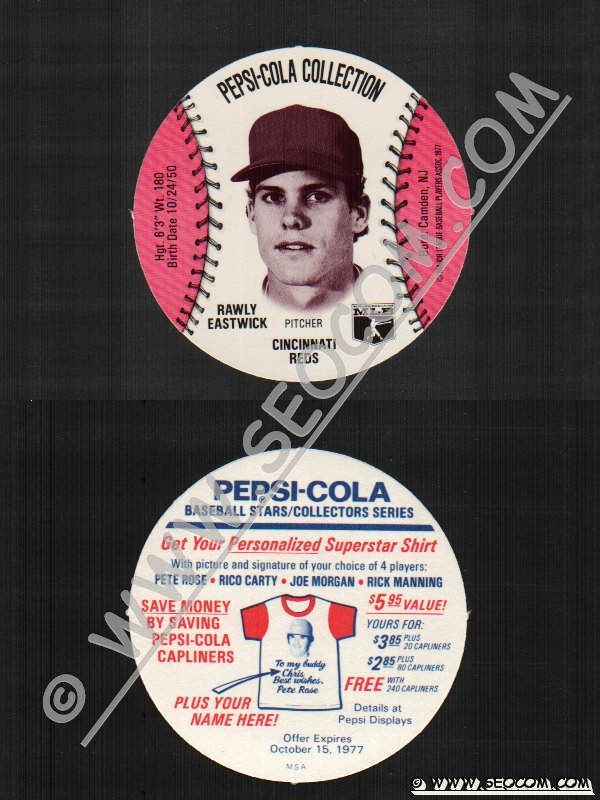 PEPSI-COLA COLLECTION
Hgt. 6'3" Wt. 180
Birth Date 10/24/50
Camden, NJ
BASEBALL PLAYERS ASSOC. 1977
RAWLY
EASTWICK
PITCHER
CINCINNATI
REDS
PEPSI-COLA
BASEBALL STARS/COLLECTORS SERIES
Get Your Personalized Superstar Shirt
With picture and signature of your choice of 4 players:
PETE ROSE • RICO CARTY • JOE MORGAN • RICK MANNING
SAVE MONEY
BY SAVING
PEPSI-COLA
CAPLINERS
$5.95 VALUE!
YOURS FOR:
$3.85 PLUS 20 CAPLINERS
$2.85 PLUS 80 CAPLINERS
FREE WITH 240 CAPLINERS
To my buddy
Chris
Best wishes,
Pete Rose
PLUS YOUR
NAME HERE!
Details at
Pepsi Displays
Offer Expires
October 15, 1977
M.S.A.
© WWW.SEOCOM.COM
© WWW.SEOCOM.COM